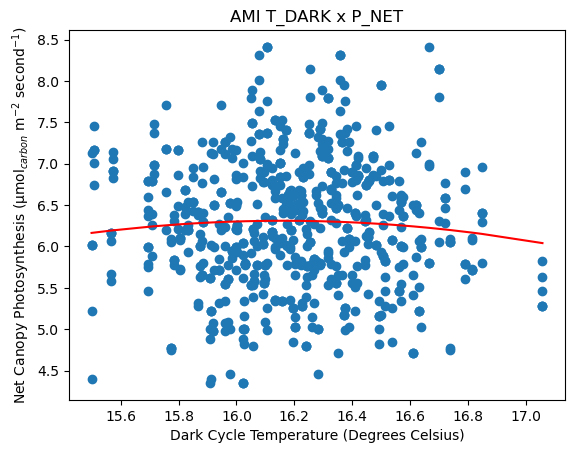 AMI T_DARK x P_NET
Net Canopy Photosynthesis (μmol_carbon m⁻² second⁻¹)
8.5
8.0
7.5
7.0
6.5
6.0
5.5
5.0
4.5
15.6 15.8 16.0 16.2 16.4 16.6 16.8 17.0
Dark Cycle Temperature (Degrees Celsius)